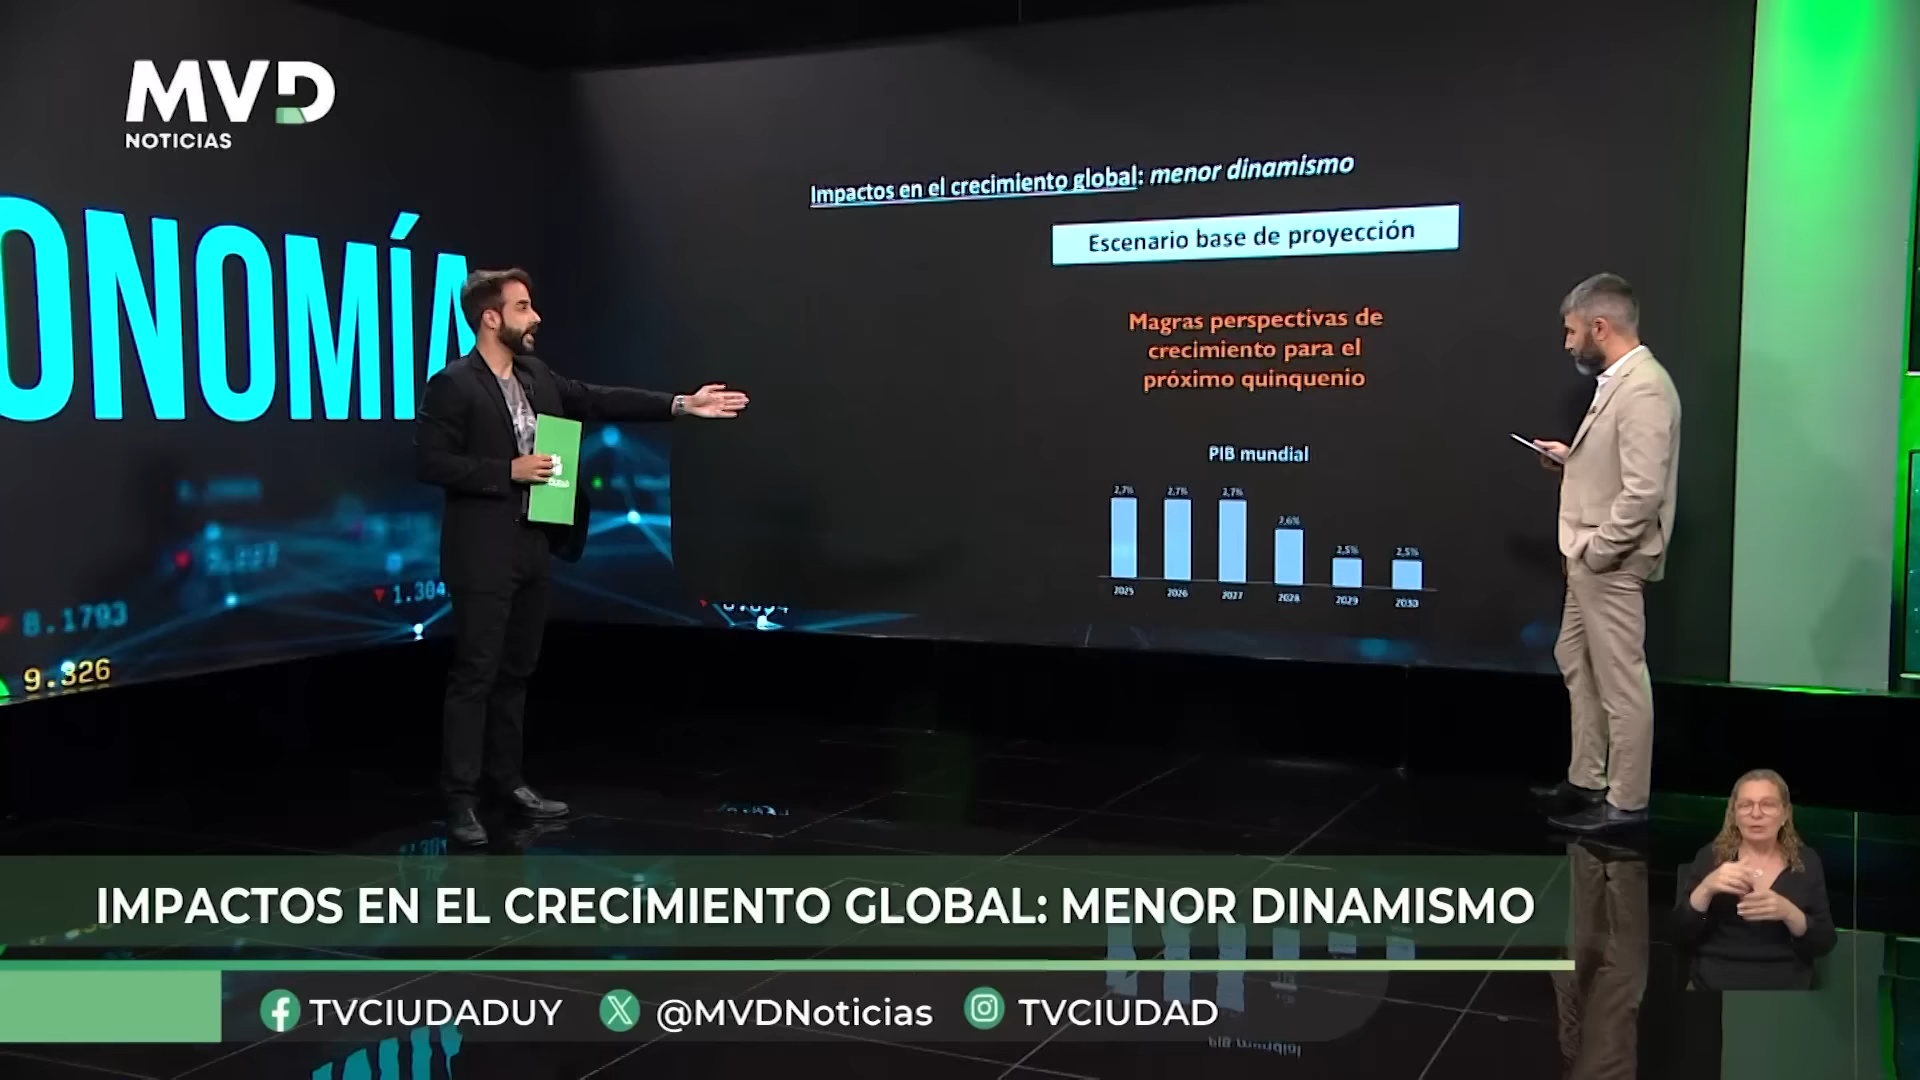 MVD
NOTICIAS
ONOMÍA
Impactos en el crecimiento global: menor dinamismo
Escenario base de proyección
Magras perspectivas de
crecimiento para el
próximo quinquenio
PIB mundial
2,7% 2,7% 2,7% 2,6% 2,5% 2,5%
2025 2026 2027 2028 2029 2030
1.304
8.1793
9.326
IMPACTOS EN EL CRECIMIENTO GLOBAL: MENOR DINAMISMO
TVCIUDADUY @MVDNoticias TVCIUDAD